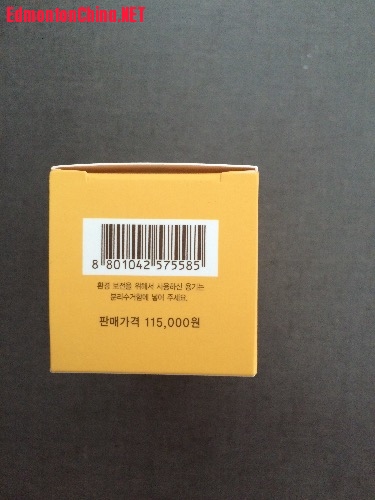 EdmontonChina.NET
8 801042 575585
환경 보전을 위해서 사용하신 용기는
분리수거함에 넣어 주세요.
판매가격 115,000원